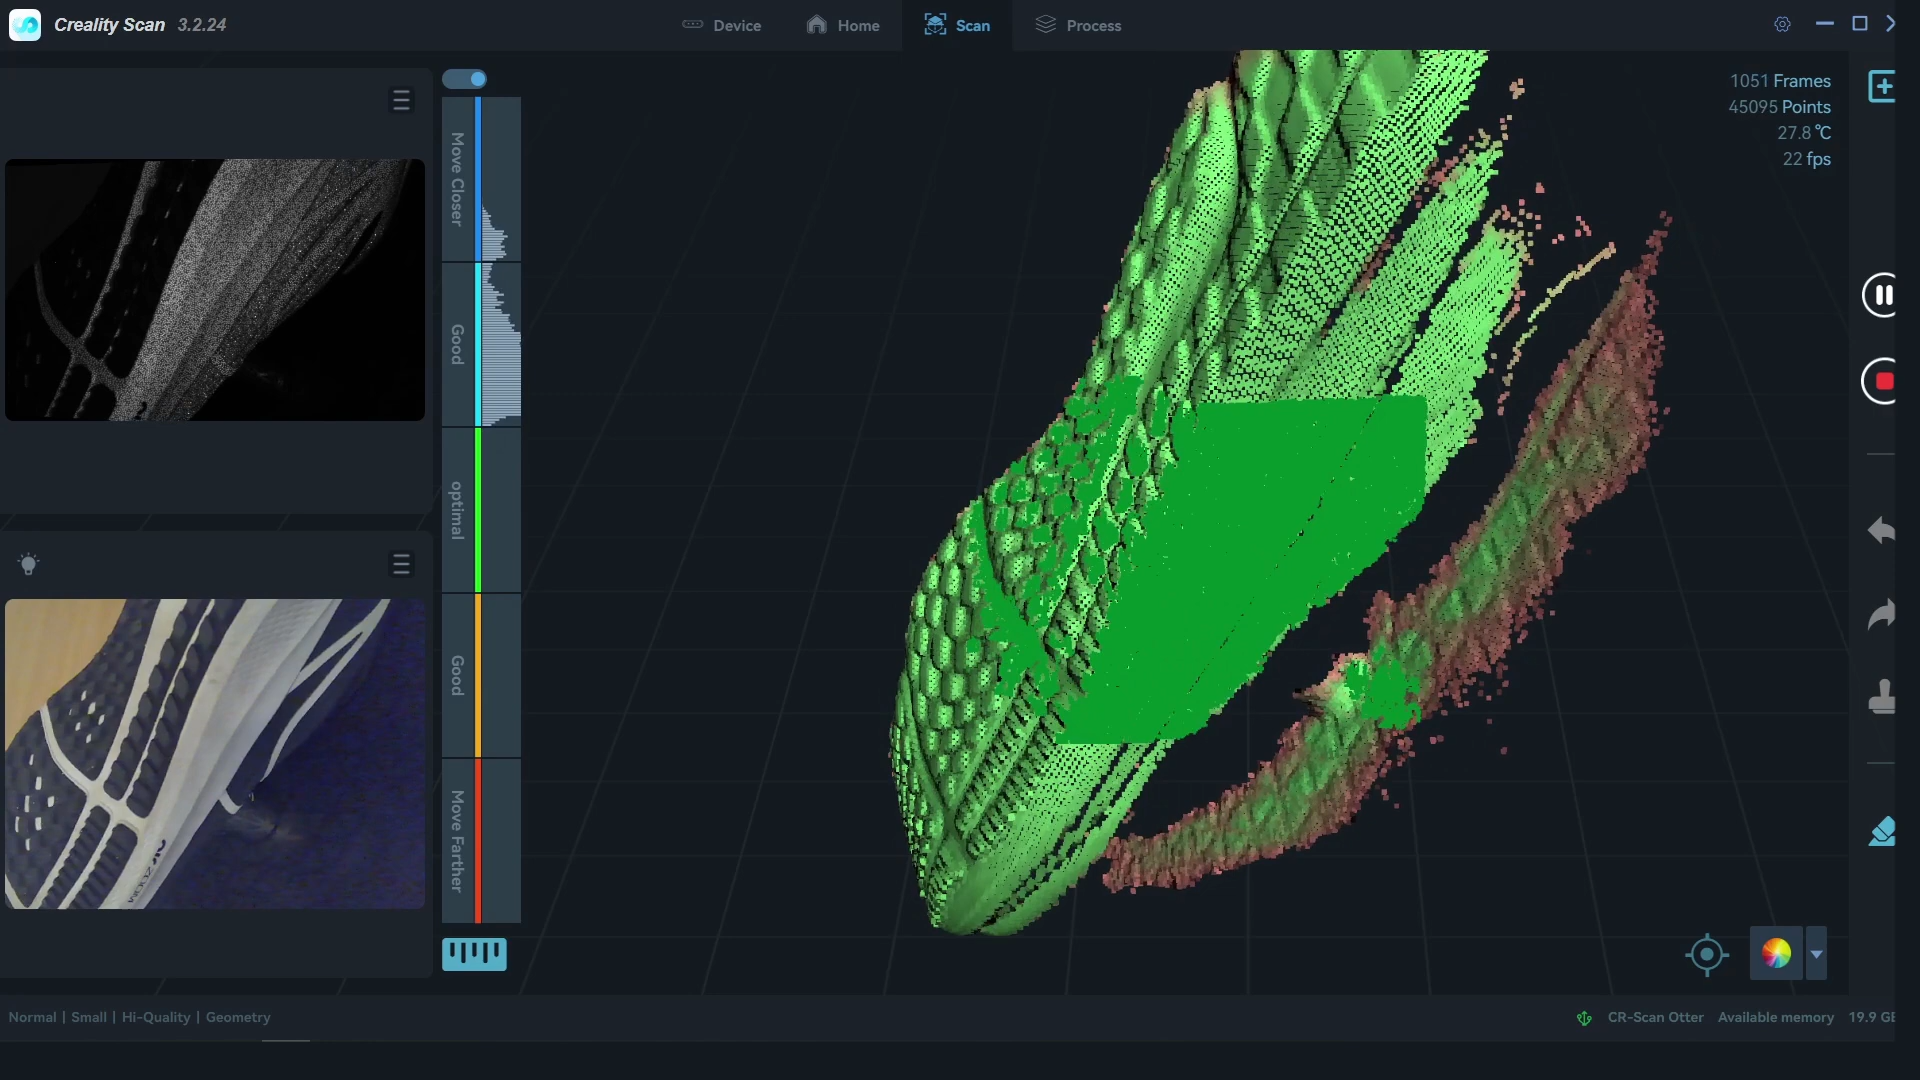 Creality Scan 3.2.24
Device
Home
Scan
Process
1051 Frames
45095 Points
27.8 ℃
22 fps
Move Closer
Good
optimal
Good
Move Farther
Normal | Small | Hi-Quality | Geometry
CR-Scan Otter
Available memory 19.9 GB